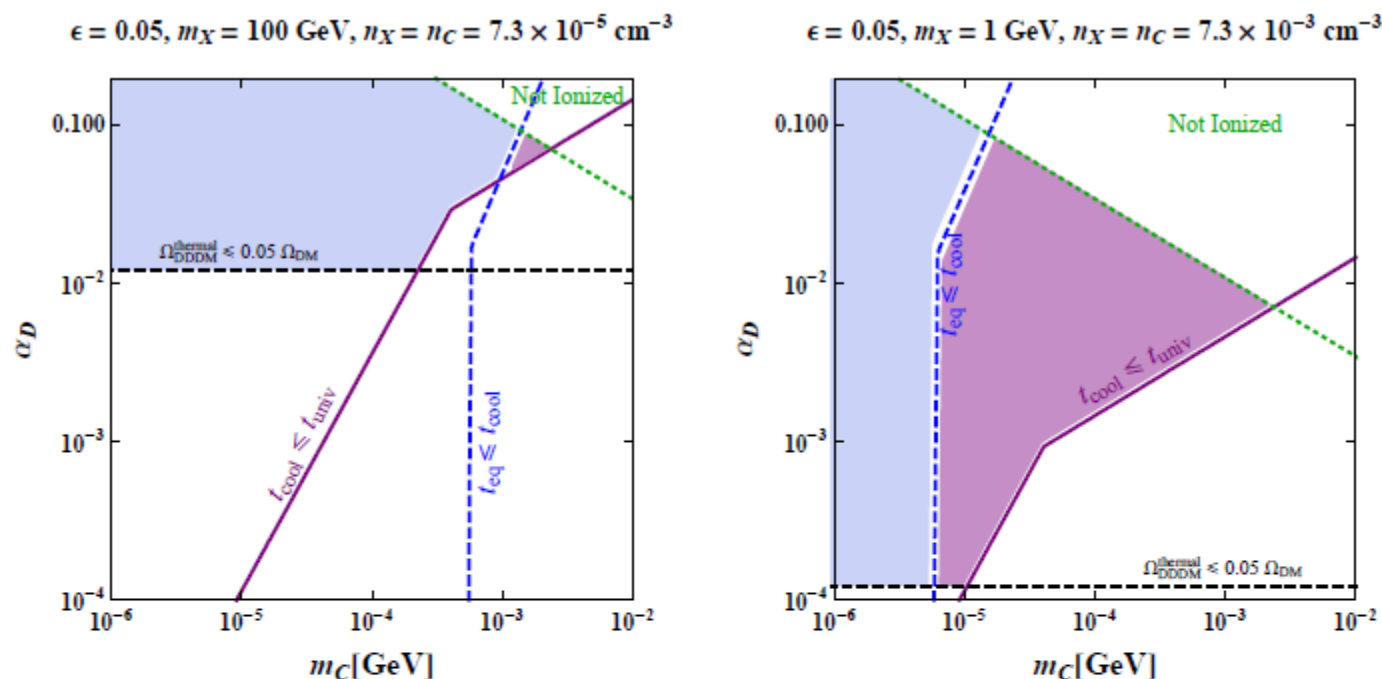 ϵ = 0.05, m_X = 100 GeV, n_X = n_C = 7.3 × 10⁻⁵ cm⁻³
Not Ionized
0.100
Ω_DDDM^thermal ≤ 0.05 Ω_DM
10⁻²
α_D
t_cool ≤ t_univ
t_eq ≤ t_cool
10⁻³
10⁻⁴
10⁻⁶ 10⁻⁵ 10⁻⁴ 10⁻³ 10⁻²
m_C[GeV]
ϵ = 0.05, m_X = 1 GeV, n_X = n_C = 7.3 × 10⁻³ cm⁻³
Not Ionized
0.100
t_eq ≤ t_cool
10⁻²
α_D
t_cool ≤ t_univ
10⁻³
Ω_DDDM^thermal ≤ 0.05 Ω_DM
10⁻⁴
10⁻⁶ 10⁻⁵ 10⁻⁴ 10⁻³ 10⁻²
m_C[GeV]